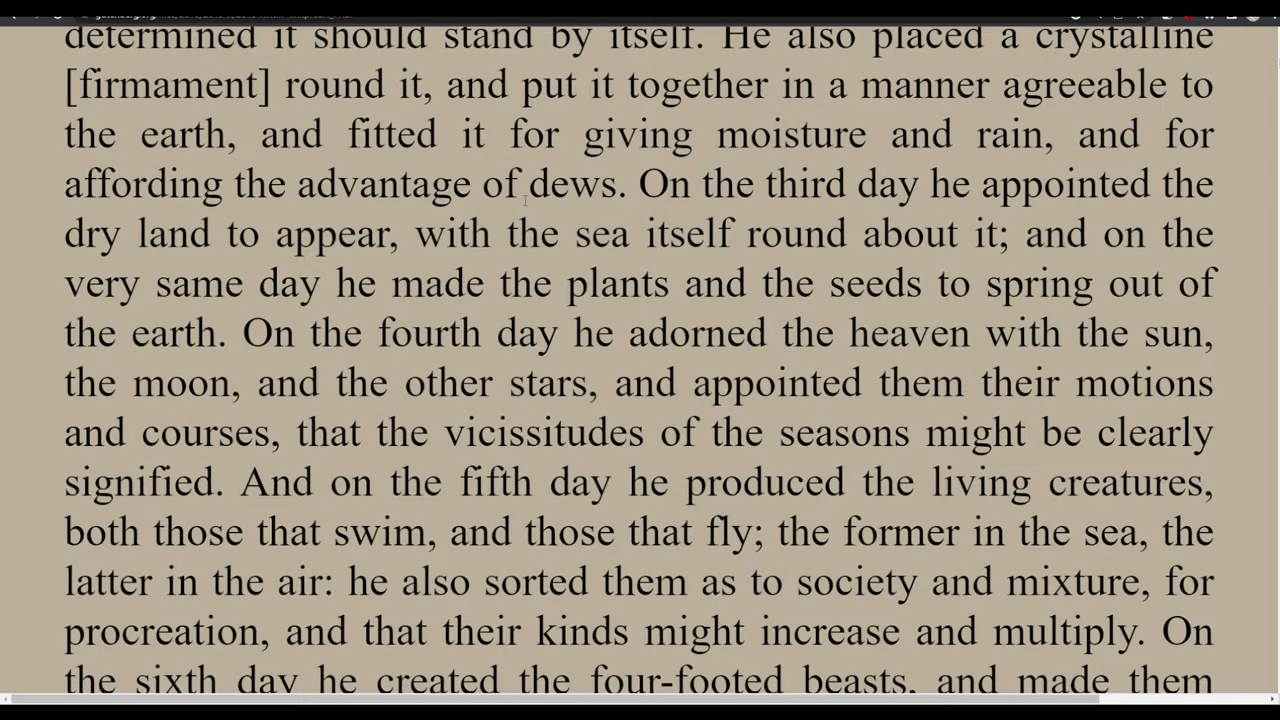 determined it should stand by itself. He also placed a crystalline
[firmament] round it, and put it together in a manner agreeable to
the earth, and fitted it for giving moisture and rain, and for
affording the advantage of dews. On the third day he appointed the
dry land to appear, with the sea itself round about it; and on the
very same day he made the plants and the seeds to spring out of
the earth. On the fourth day he adorned the heaven with the sun,
the moon, and the other stars, and appointed them their motions
and courses, that the vicissitudes of the seasons might be clearly
signified. And on the fifth day he produced the living creatures,
both those that swim, and those that fly; the former in the sea, the
latter in the air: he also sorted them as to society and mixture, for
procreation, and that their kinds might increase and multiply. On
the sixth day he created the four-footed beasts, and made them